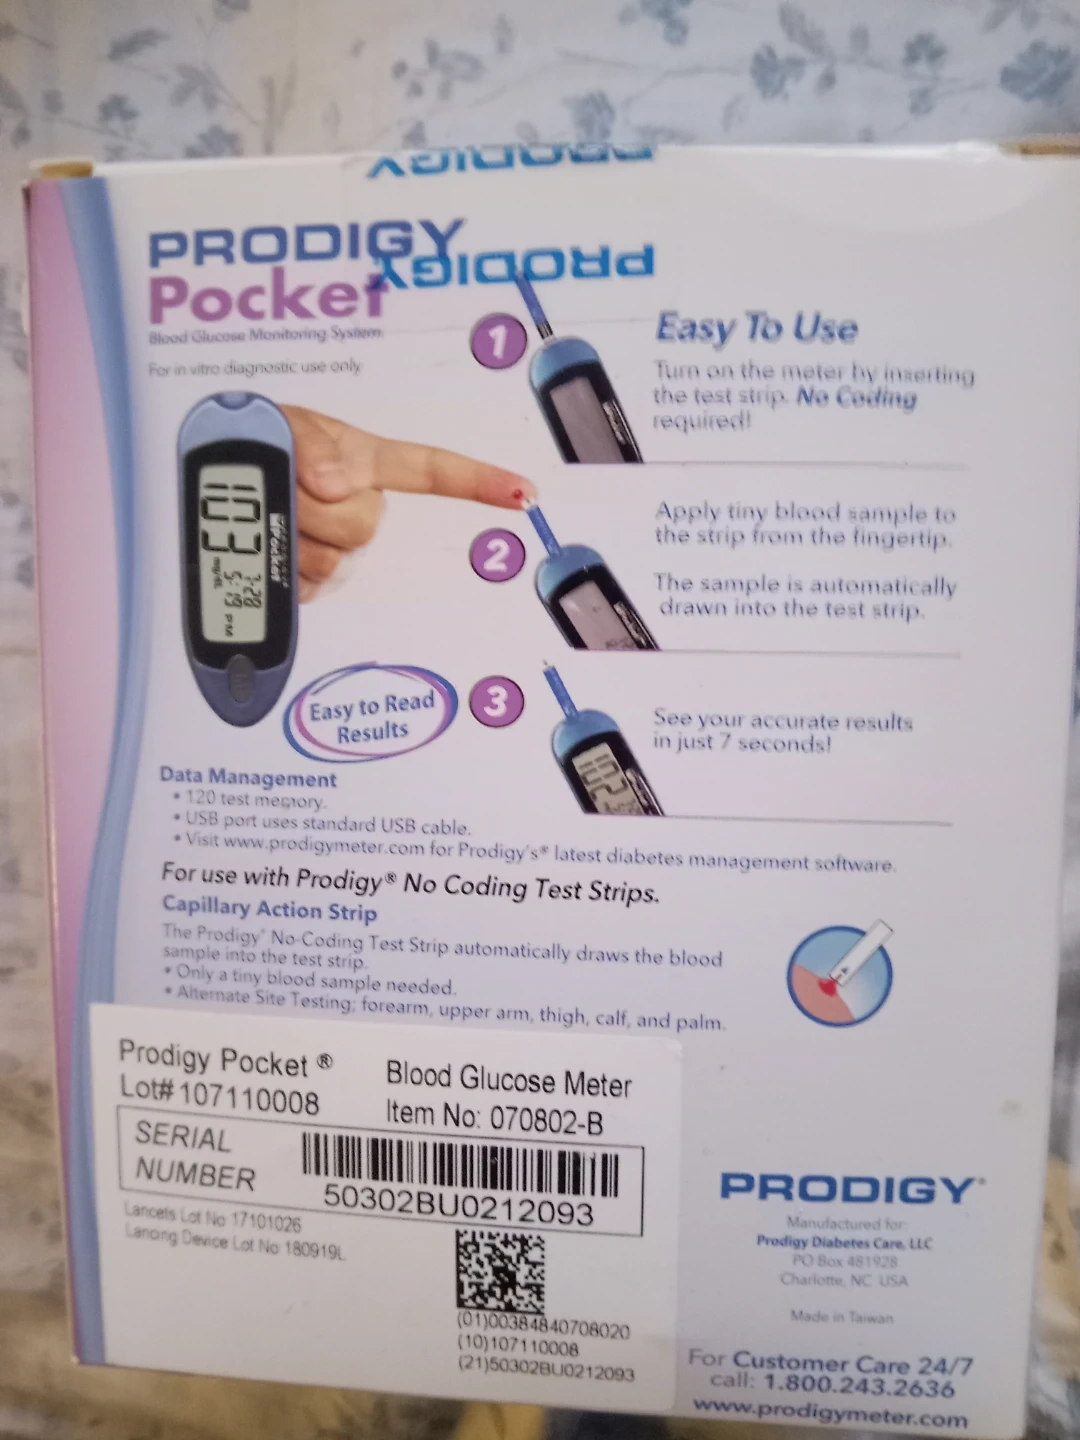 PRODIGY
PRODIGY
PRODIGY
Pocket
Blood Glucose Monitoring System
For in vitro diagnostic use only
1
Easy To Use
Turn on the meter by inserting
the test strip. No Coding
required!
103
mg/dL
Pocket
2
Apply tiny blood sample to
the strip from the fingertip.
The sample is automatically
drawn into the test strip.
Easy to Read
Results
3
See your accurate results
in just 7 seconds!
Data Management
• 120 test memory.
• USB port uses standard USB cable.
• Visit www.prodigymeter.com for Prodigy's® latest diabetes management software.
For use with Prodigy® No Coding Test Strips.
Capillary Action Strip
The Prodigy® No-Coding Test Strip automatically draws the blood
sample into the test strip.
• Only a tiny blood sample needed.
• Alternate Site Testing; forearm, upper arm, thigh, calf, and palm.
Prodigy Pocket ® Blood Glucose Meter
Lot# 107110008 Item No: 070802-B
SERIAL
NUMBER
50302BU0212093
Lancets Lot No 17101026
Lancing Device Lot No 180919L
(01)00384840708020
(10)107110008
(21)50302BU0212093
PRODIGY®
Manufactured for:
Prodigy Diabetes Care, LLC
PO Box 481928
Charlotte, NC USA
Made in Taiwan
For Customer Care 24/7
call: 1.800.243.2636
www.prodigymeter.com